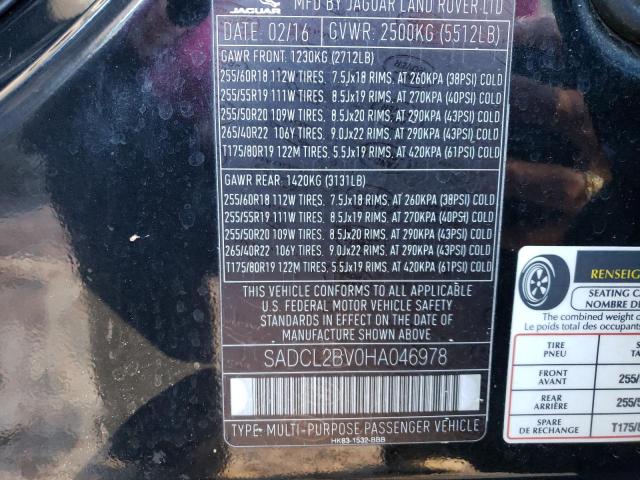 JAGUAR
MFD BY JAGUAR LAND ROVER LTD
DATE: 02/16 GVWR: 2500KG (5512LB)
GAWR FRONT: 1230KG (2712LB)
255/60R18 112W TIRES, 7.5Jx18 RIMS, AT 260KPA (38PSI) COLD
255/55R19 111W TIRES, 8.5Jx19 RIMS, AT 270KPA (40PSI) COLD
255/50R20 109W TIRES, 8.5Jx20 RIMS, AT 290KPA (43PSI) COLD
265/40R22 106Y TIRES, 9.0Jx22 RIMS, AT 290KPA (43PSI) COLD
T175/80R19 122M TIRES, 5.5Jx19 RIMS, AT 420KPA (61PSI) COLD
GAWR REAR: 1420KG (3131LB)
255/60R18 112W TIRES, 7.5Jx18 RIMS, AT 260KPA (38PSI) COLD
255/55R19 111W TIRES, 8.5Jx19 RIMS, AT 270KPA (40PSI) COLD
255/50R20 109W TIRES, 8.5Jx20 RIMS, AT 290KPA (43PSI) COLD
265/40R22 106Y TIRES, 9.0Jx22 RIMS, AT 290KPA (43PSI) COLD
T175/80R19 122M TIRES, 5.5Jx19 RIMS, AT 420KPA (61PSI) COLD
THIS VEHICLE CONFORMS TO ALL APPLICABLE
U.S. FEDERAL MOTOR VEHICLE SAFETY
STANDARDS IN EFFECT ON THE DATE OF
MANUFACTURE SHOWN ABOVE
SADCL2BV0HA046978
TYPE: MULTI-PURPOSE PASSENGER VEHICLE
HK83-1532-BBB
RENSEIG
SEATING CA
NOMBRE DE
The combined weight of
Le poids total des occu
TIRE
PNEU
FRONT
AVANT
255/
REAR
ARRIÈRE
255/5
SPARE
DE RECHANGE
T175/8